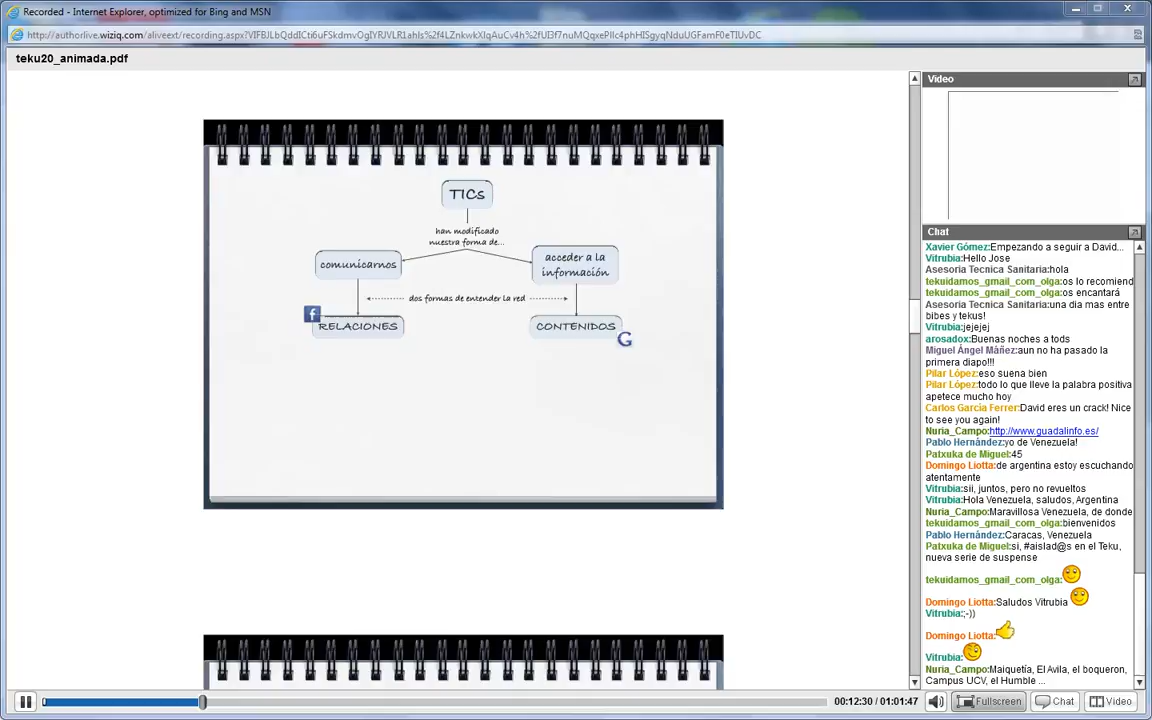 Recorded - Internet Explorer, optimized for Bing and MSN
teku20_animada.pdf
TICs
han modificado
nuestra forma de...
comunicarnos
acceder a la
información
dos formas de entender la red
f
RELACIONES
CONTENIDOS
G
Video
Chat
Xavier Gómez:Empezando a seguir a David...
Vitrubia:Hello Jose
Asesoria Tecnica Sanitaria:hola
tekuidamos_gmail_com_olga:os lo recomiend
tekuidamos_gmail_com_olga:os encantará
Asesoria Tecnica Sanitaria:una dia mas entre
bibes y tekus!
Vitrubia:jejejej
arosadox:Buenas noches a tods
Miguel Ángel Máñez:aun no ha pasado la
primera diapo!!!
Pilar López:eso suena bien
Pilar López:todo lo que lleve la palabra positiva
apetece mucho hoy
Carlos García Ferrer:David eres un crack! Nice
to see you again!
Nuria_Campo:http://www.guadalinfo.es/
Pablo Hernández:yo de Venezuela!
Patxuka de Miguel:45
Domingo Liotta:de argentina estoy escuchando
atentamente
Vitrubia:sii, juntos, pero no revueltos
Vitrubia:Hola Venezuela, saludos, Argentina
Nuria_Campo:Maravillosa Venezuela, de donde
tekuidamos_gmail_com_olga:bienvenidos
Pablo Hernández:Caracas, Venezuela
Patxuka de Miguel:si, #aislad@s en el Teku,
nueva serie de suspense
tekuidamos_gmail_com_olga:
Domingo Liotta:Saludos Vitrubia
Vitrubia:;-))
Domingo Liotta:
Vitrubia:
Nuria_Campo:Maiquetía, El Avila, el boqueron,
Campus UCV, el Humble ...
00:12:30 / 01:01:47
Fullscreen
Chat
Video